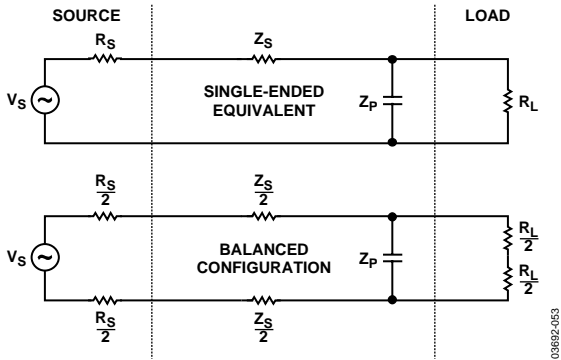 SOURCE
LOAD
RS
ZS
VS
~
SINGLE-ENDED
EQUIVALENT
ZP
RL
RS
2
ZS
2
VS
~
BALANCED
CONFIGURATION
ZP
RL
2
RL
2
RS
2
ZS
2
03692-053